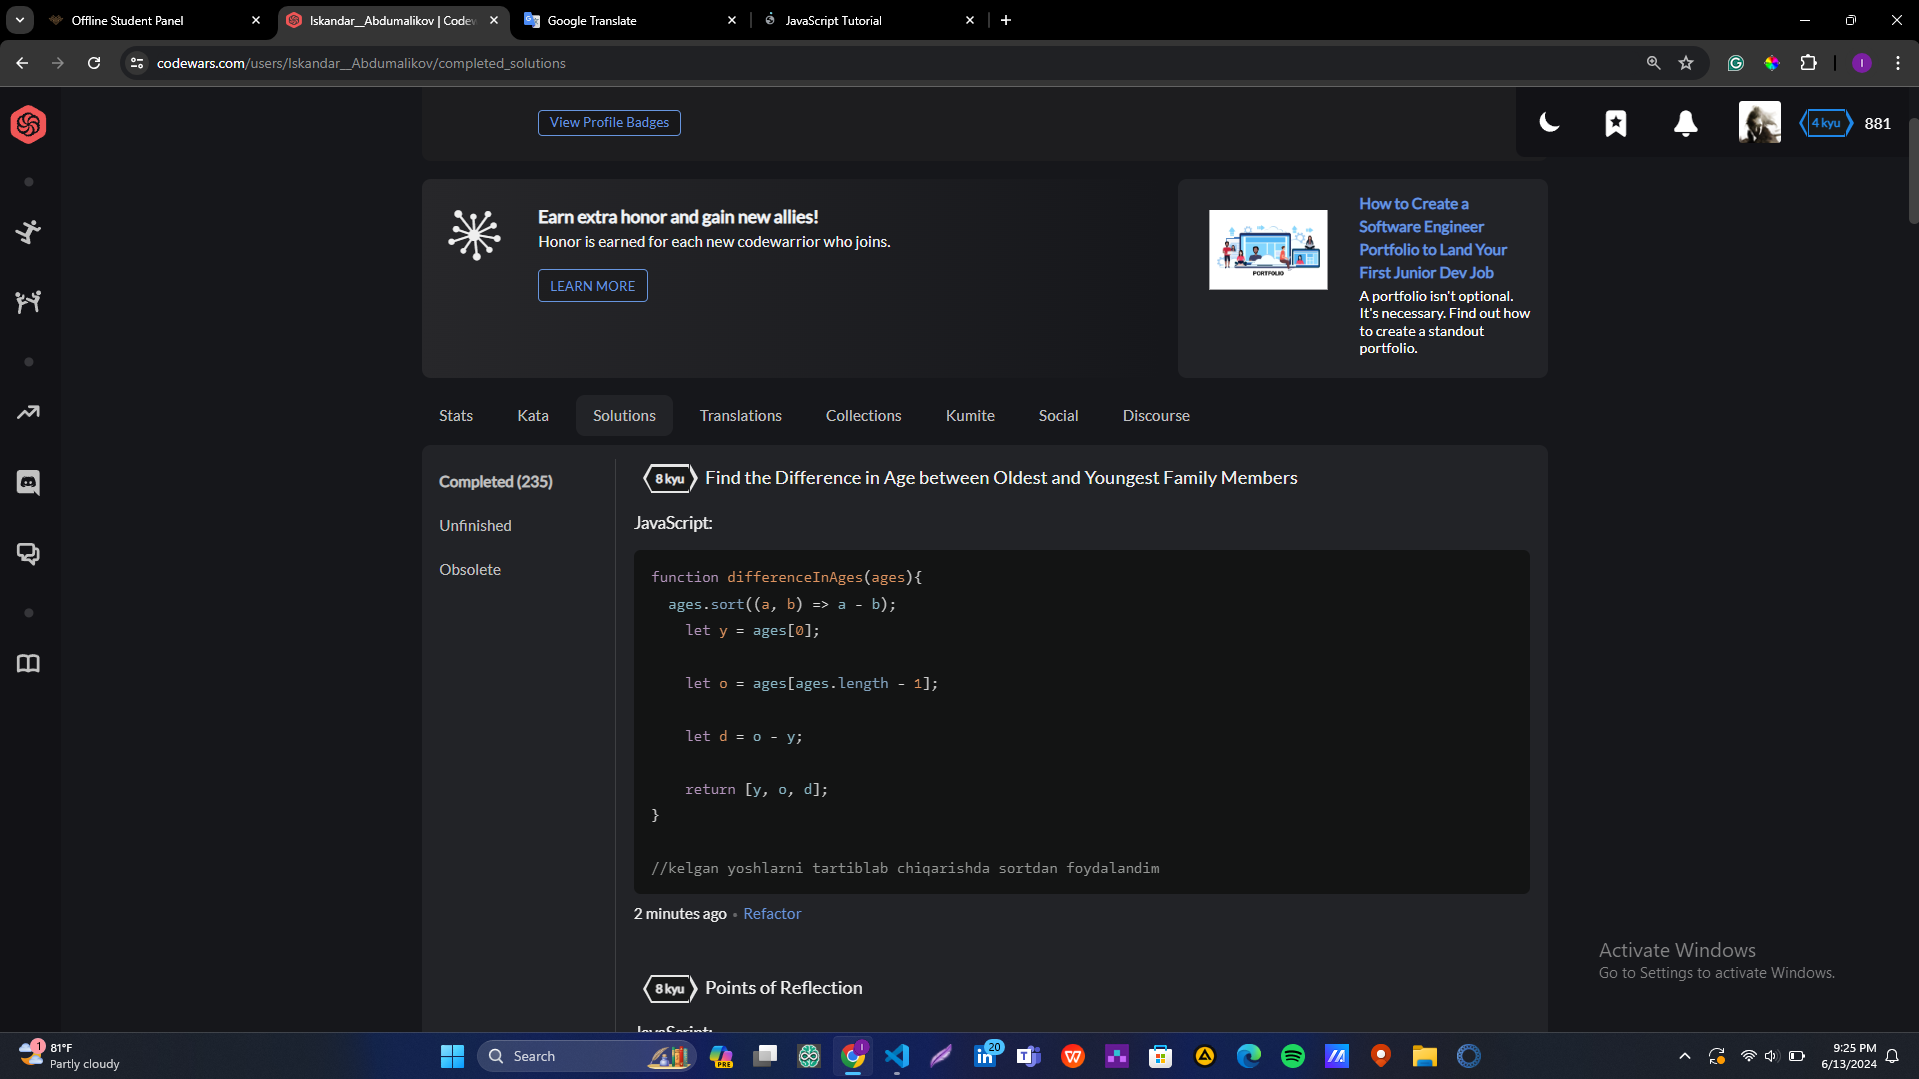 Offline Student Panel
Iskandar__Abdumalikov | Codew
Google Translate
JavaScript Tutorial
codewars.com/users/Iskandar__Abdumalikov/completed_solutions
I
View Profile Badges
4 kyu
881
Earn extra honor and gain new allies!
Honor is earned for each new codewarrior who joins.
LEARN MORE
PORTFOLIO
How to Create a
Software Engineer
Portfolio to Land Your
First Junior Dev Job
A portfolio isn't optional.
It's necessary. Find out how
to create a standout
portfolio.
Stats
Kata
Solutions
Translations
Collections
Kumite
Social
Discourse
Completed (235)
Unfinished
Obsolete
8 kyu
Find the Difference in Age between Oldest and Youngest Family Members
JavaScript:
function differenceInAges(ages){
ages.sort((a, b) => a - b);
let y = ages[0];
let o = ages[ages.length - 1];
let d = o - y;
return [y, o, d];
}
//kelgan yoshlarni tartiblab chiqarishda sortdan foydalandim
2 minutes ago • Refactor
8 kyu
Points of Reflection
JavaScript:
Activate Windows
Go to Settings to activate Windows.
1
81°F
Partly cloudy
Search
PRE
I
20
9:25 PM
6/13/2024